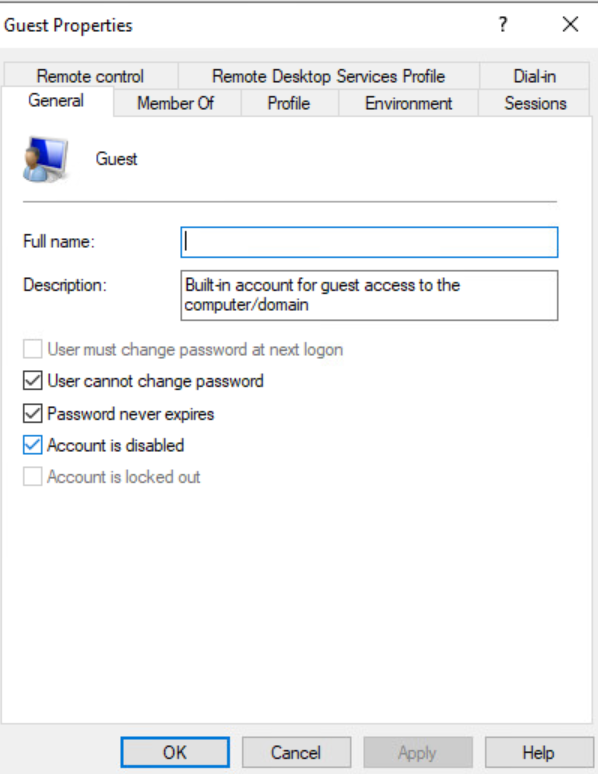 Guest Properties
?
Remote control
Remote Desktop Services Profile
Dial-in
General
Member Of
Profile
Environment
Sessions
Guest
Full name:
Description:
Built-in account for guest access to the
computer/domain
User must change password at next logon
User cannot change password
Password never expires
Account is disabled
Account is locked out
OK
Cancel
Apply
Help